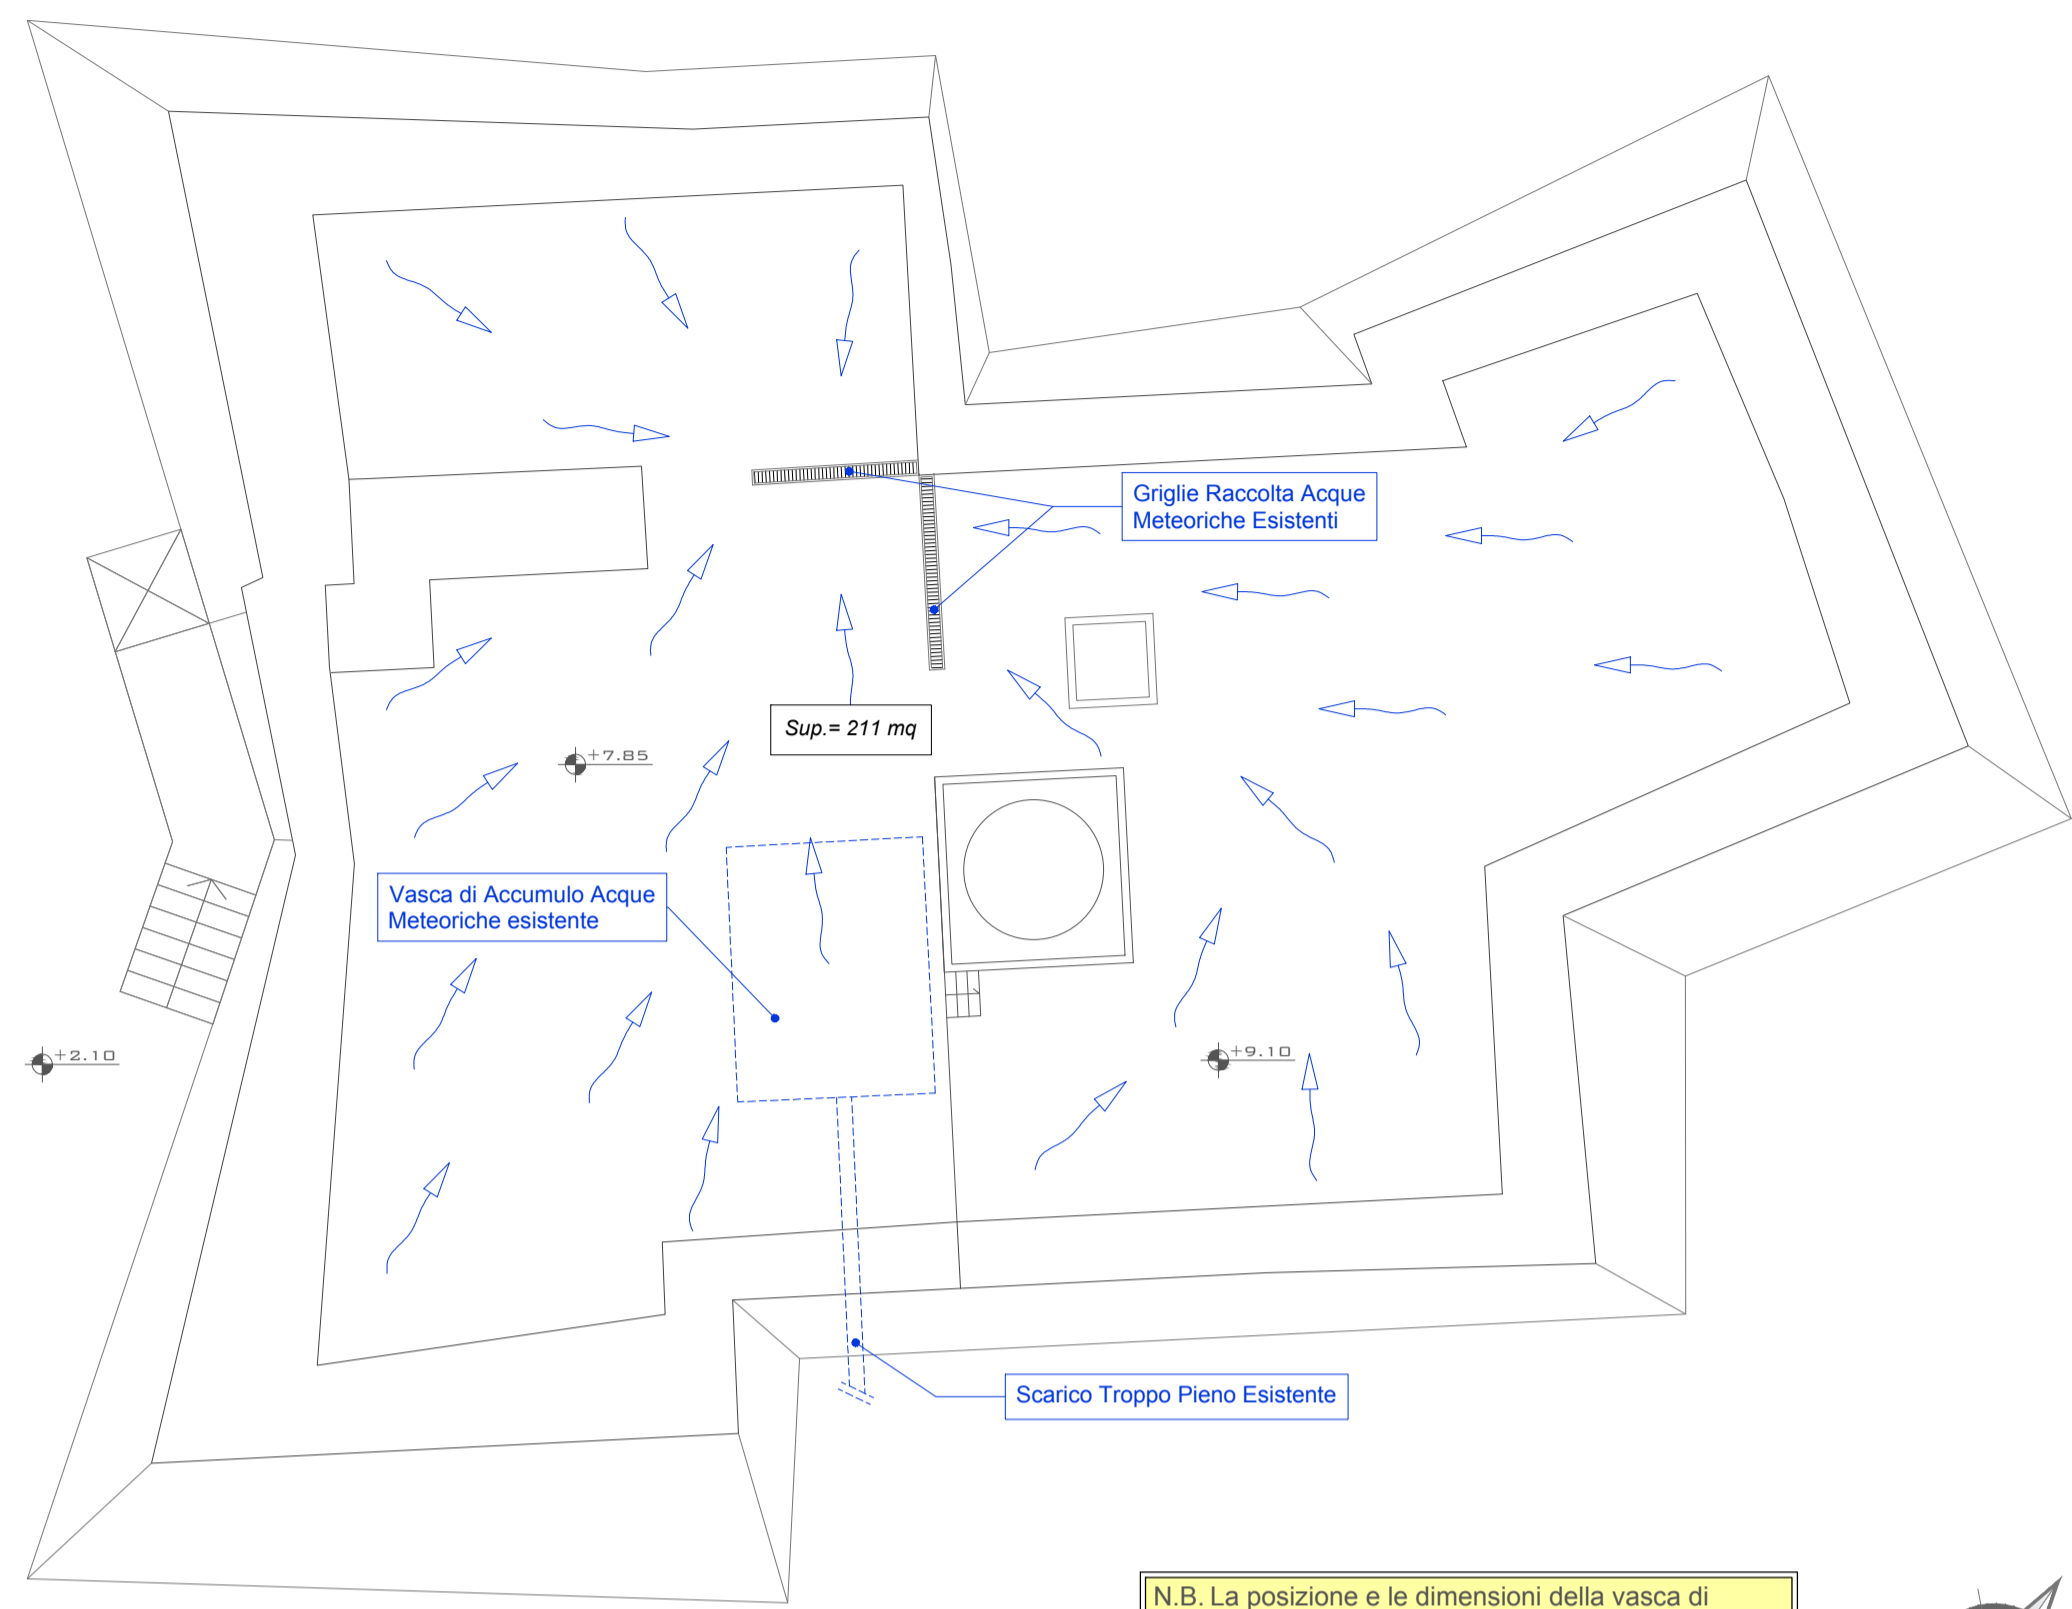 Griglie Raccolta Acque
Meteoriche Esistenti
Sup.= 211 mq
+7.85
Vasca di Accumulo Acque
Meteoriche esistente
+2.10
+9.10
Scarico Troppo Pieno Esistente
N.B. La posizione e le dimensioni della vasca di